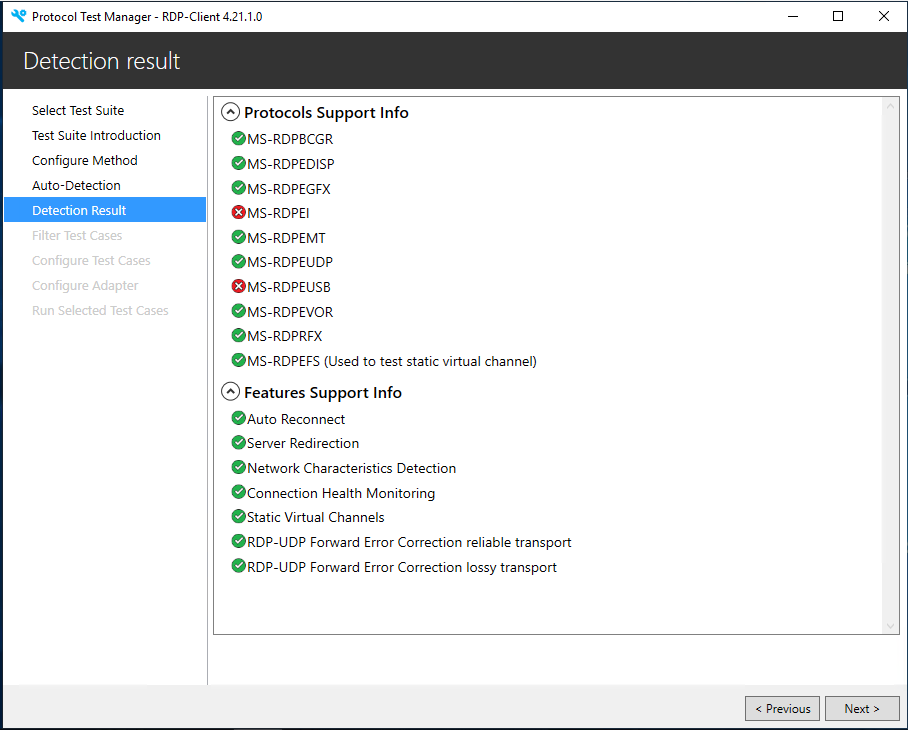 Protocol Test Manager - RDP-Client 4.21.1.0
Detection result
Select Test Suite
Test Suite Introduction
Configure Method
Auto-Detection
Detection Result
Filter Test Cases
Configure Test Cases
Configure Adapter
Run Selected Test Cases
Protocols Support Info
MS-RDPBCGR
MS-RDPEDISP
MS-RDPEGFX
MS-RDPEI
MS-RDPEMT
MS-RDPEUDP
MS-RDPEUSB
MS-RDPEVOR
MS-RDPRFX
MS-RDPEFS (Used to test static virtual channel)
Features Support Info
Auto Reconnect
Server Redirection
Network Characteristics Detection
Connection Health Monitoring
Static Virtual Channels
RDP-UDP Forward Error Correction reliable transport
RDP-UDP Forward Error Correction lossy transport
< Previous
Next >